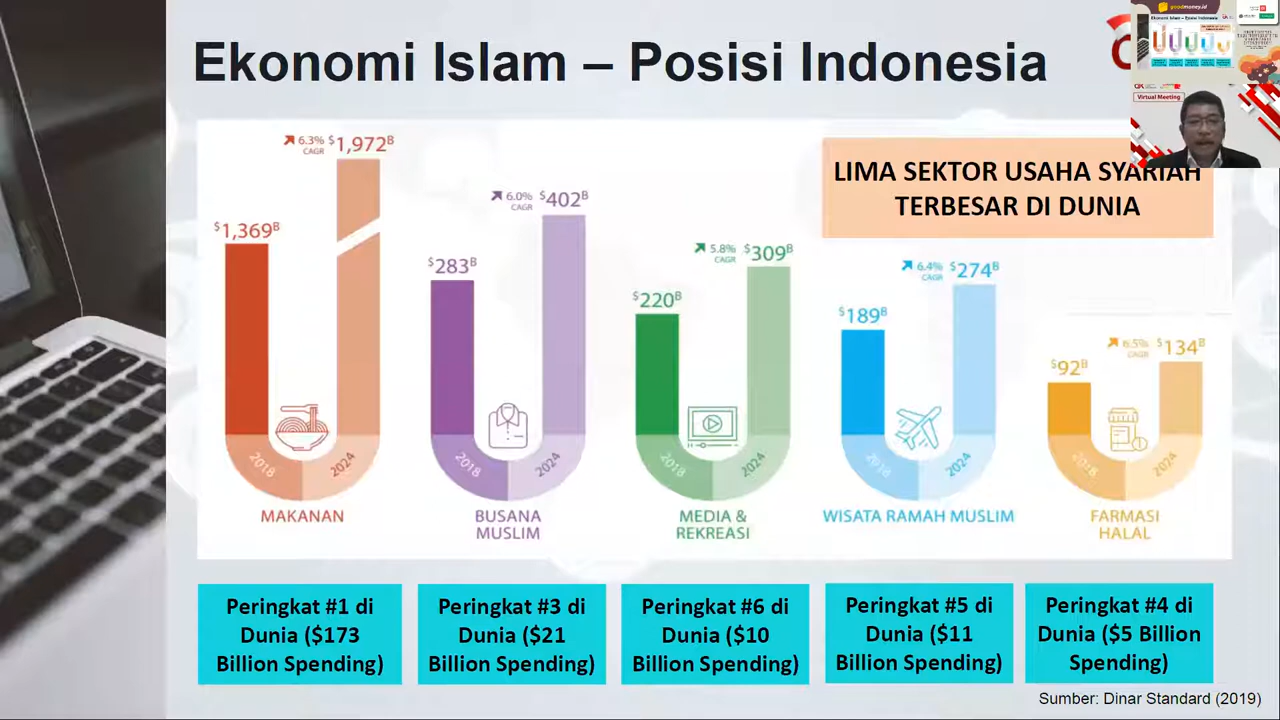 Ekonomi Islam – Posisi Indonesia
goodmoney.id
Virtual Meeting
LIMA SEKTOR USAHA SYARIAH
TERBESAR DI DUNIA
6.3%
CAGR
$1,972B
$1,369B
2018
2024
MAKANAN
6.0%
CAGR
$402B
$283B
2018
2024
BUSANA
MUSLIM
5.8%
CAGR
$309B
$220B
2018
2024
MEDIA &
REKREASI
6.4%
CAGR
$274B
$189B
2018
2024
WISATA RAMAH MUSLIM
6.5%
CAGR
$134B
$92B
2018
2024
FARMASI
HALAL
Peringkat #1 di
Dunia ($173
Billion Spending)
Peringkat #3 di
Dunia ($21
Billion Spending)
Peringkat #6 di
Dunia ($10
Billion Spending)
Peringkat #5 di
Dunia ($11
Billion Spending)
Peringkat #4 di
Dunia ($5 Billion
Spending)
Sumber: Dinar Standard (2019)